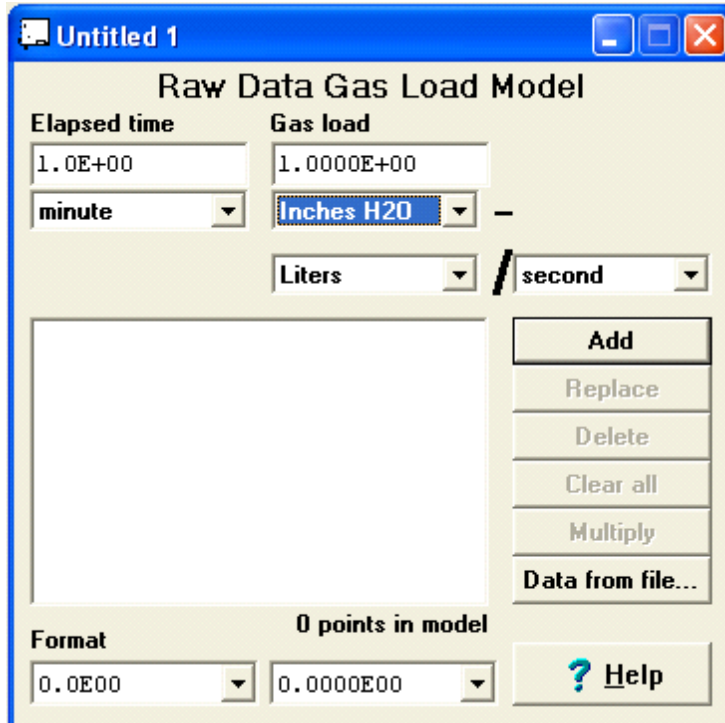 Untitled 1
Raw Data Gas Load Model
Elapsed time Gas load
1.0E+00 1.0000E+00
minute Inches H2O –
Liters / second
Add
Replace
Delete
Clear all
Multiply
Data from file...
0 points in model
Format
0.0E00 0.0000E00 ? Help